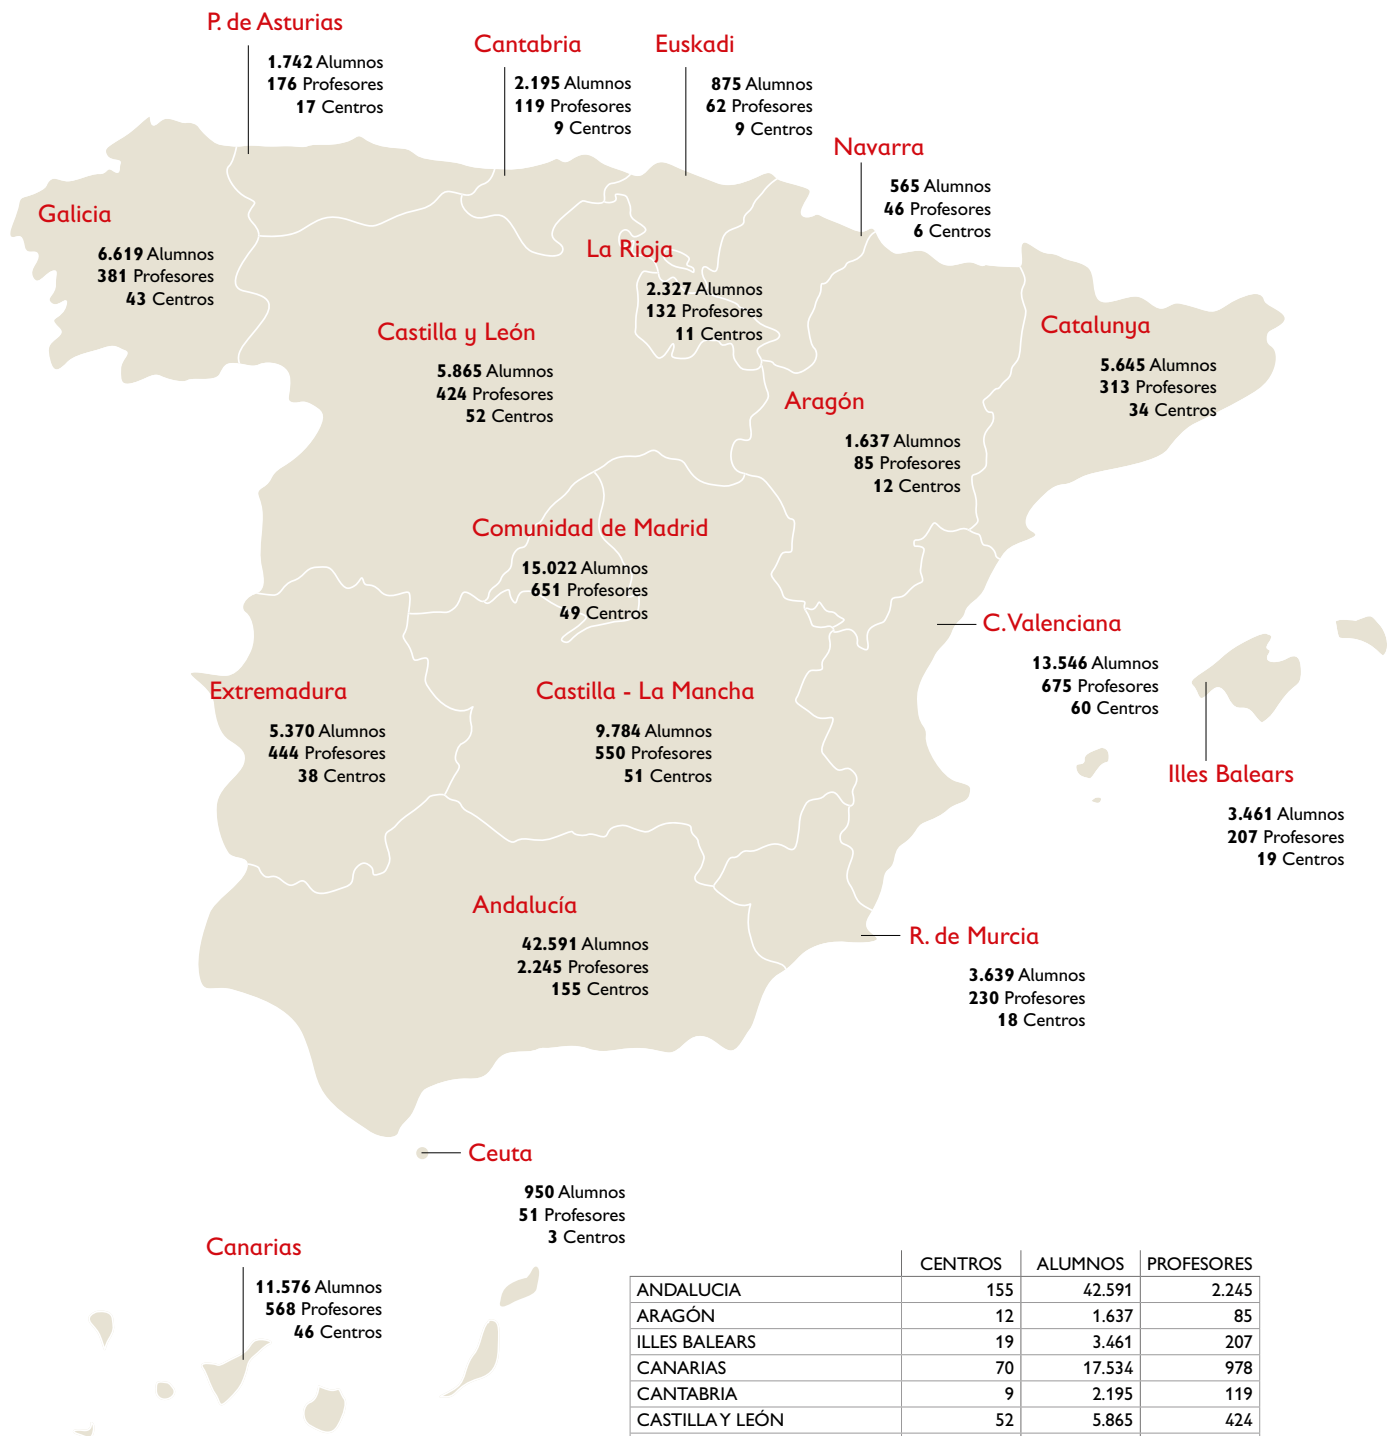 P. de Asturias
1.742 Alumnos
176 Profesores
17 Centros
Cantabria
2.195 Alumnos
119 Profesores
9 Centros
Euskadi
875 Alumnos
62 Profesores
9 Centros
Navarra
565 Alumnos
46 Profesores
6 Centros
Galicia
6.619 Alumnos
381 Profesores
43 Centros
La Rioja
2.327 Alumnos
132 Profesores
11 Centros
Castilla y León
5.865 Alumnos
424 Profesores
52 Centros
Catalunya
5.645 Alumnos
313 Profesores
34 Centros
Aragón
1.637 Alumnos
85 Profesores
12 Centros
Comunidad de Madrid
15.022 Alumnos
651 Profesores
49 Centros
C. Valenciana
13.546 Alumnos
675 Profesores
60 Centros
Extremadura
5.370 Alumnos
444 Profesores
38 Centros
Castilla - La Mancha
9.784 Alumnos
550 Profesores
51 Centros
Illes Balears
3.461 Alumnos
207 Profesores
19 Centros
Andalucía
42.591 Alumnos
2.245 Profesores
155 Centros
R. de Murcia
3.639 Alumnos
230 Profesores
18 Centros
Ceuta
950 Alumnos
51 Profesores
3 Centros
Canarias
11.576 Alumnos
568 Profesores
46 Centros
CENTROS ALUMNOS PROFESORES
ANDALUCIA 155 42.591 2.245
ARAGÓN 12 1.637 85
ILLES BALEARS 19 3.461 207
CANARIAS 70 17.534 978
CANTABRIA 9 2.195 119
CASTILLA Y LEÓN 52 5.865 424